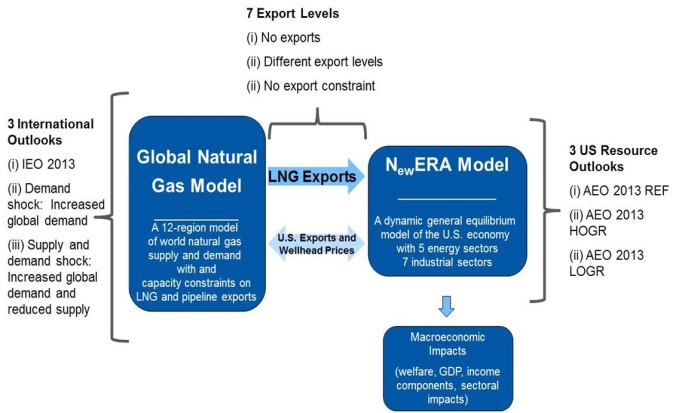 7 Export Levels
(i) No exports
(ii) Different export levels
(ii) No export constraint
3 International
Outlooks
(i) IEO 2013
(ii) Demand
shock: Increased
global demand
(iii) Supply and
demand shock:
Increased global
demand and
reduced supply
Global Natural
Gas Model
A 12-region model
of world natural gas
supply and demand
with and
capacity constraints on
LNG and pipeline exports
LNG Exports
U.S. Exports and
Wellhead Prices
NewERA Model
A dynamic general equilibrium
model of the U.S. economy
with 5 energy sectors
7 industrial sectors
3 US Resource
Outlooks
(i) AEO 2013 REF
(ii) AEO 2013
HOGR
(ii) AEO 2013
LOGR
Macroeconomic
Impacts
(welfare, GDP, income
components, sectoral
impacts)